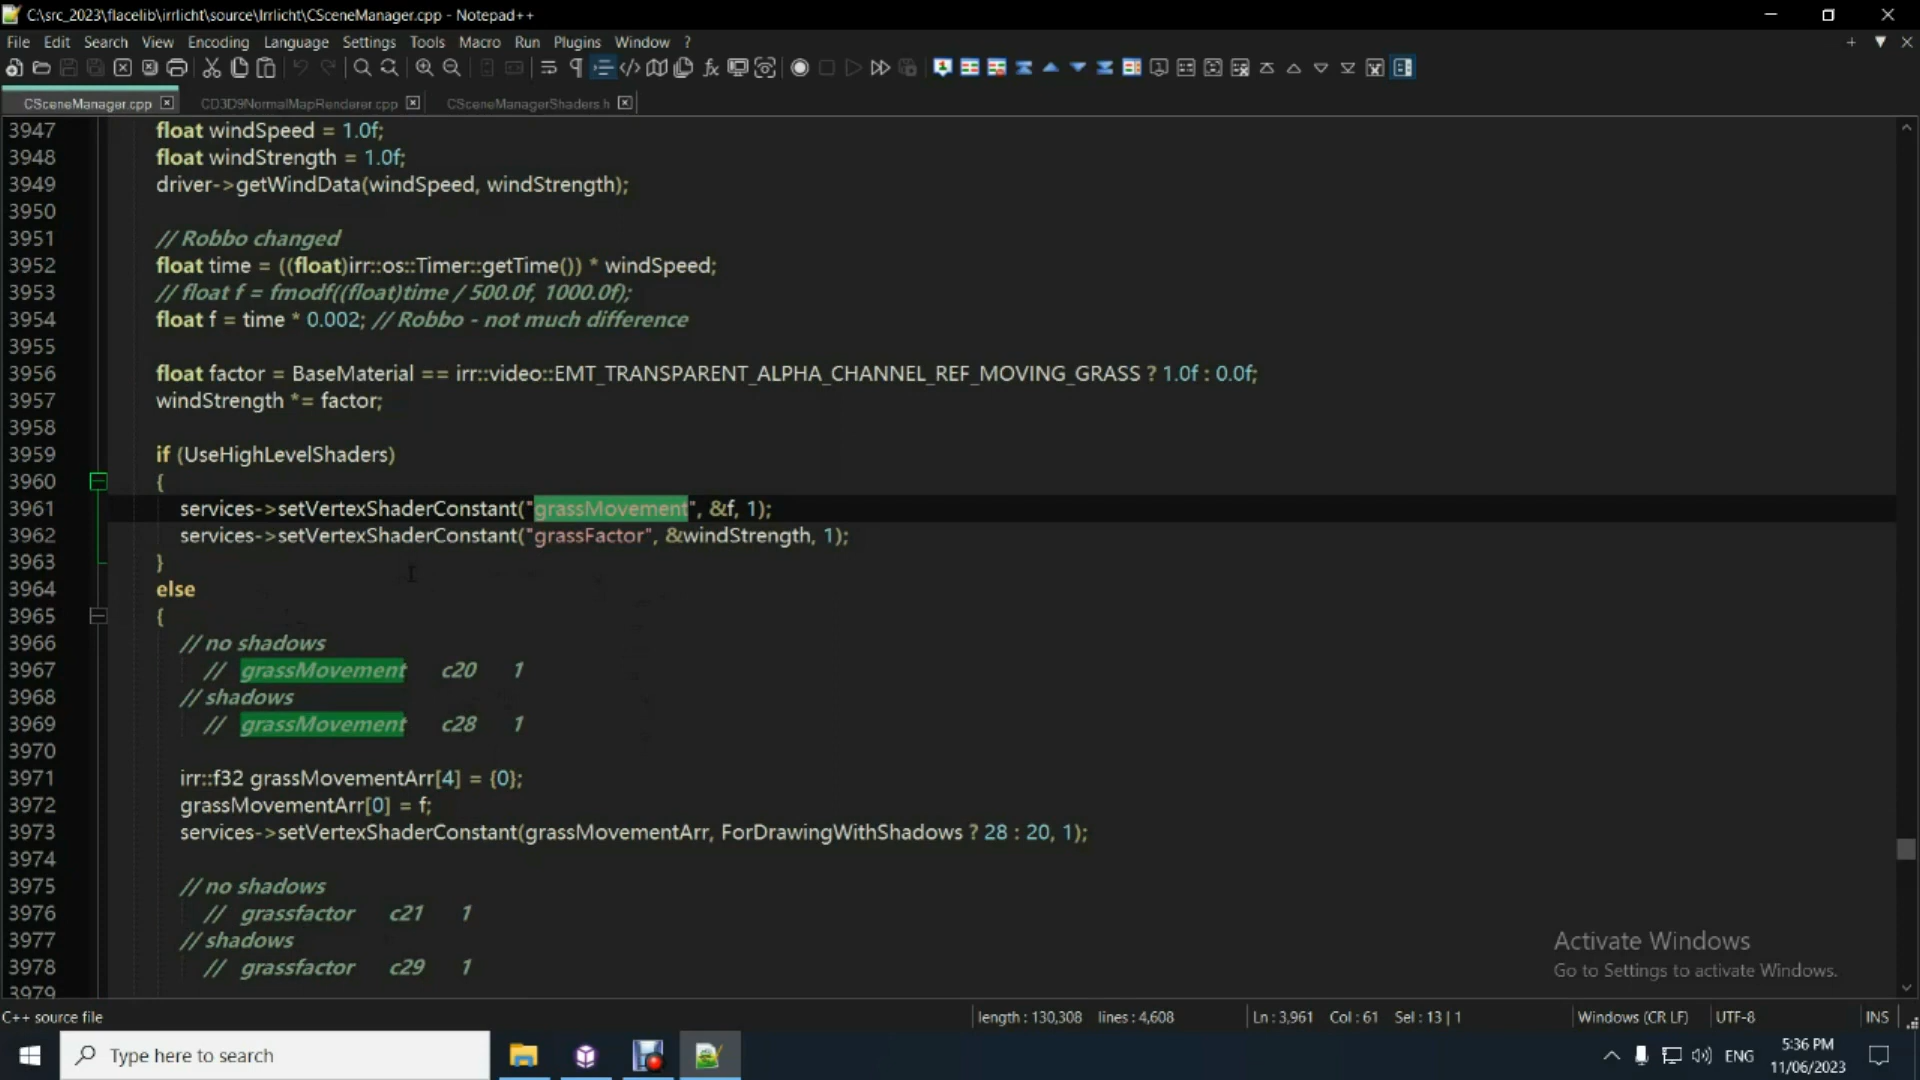 C:\src_2023\flacelib\irrlicht\source\Irrlicht\CSceneManager.cpp - Notepad++
File Edit Search View Encoding Language Settings Tools Macro Run Plugins Window ?
CSceneManager.cpp CD3D9NormalMapRenderer.cpp CSceneManagerShaders.h
3947 float windSpeed = 1.0f;
3948 float windStrength = 1.0f;
3949 driver->getWindData(windSpeed, windStrength);
3950
3951 // Robbo changed
3952 float time = ((float)irr::os::Timer::getTime()) * windSpeed;
3953 // float f = fmodf((float)time / 500.0f, 1000.0f);
3954 float f = time * 0.002; // Robbo - not much difference
3955
3956 float factor = BaseMaterial == irr::video::EMT_TRANSPARENT_ALPHA_CHANNEL_REF_MOVING_GRASS ? 1.0f : 0.0f;
3957 windStrength *= factor;
3958
3959 if (UseHighLevelShaders)
3960 {
3961 services->setVertexShaderConstant("grassMovement", &f, 1);
3962 services->setVertexShaderConstant("grassFactor", &windStrength, 1);
3963 }
3964 else
3965 {
3966 // no shadows
3967 // grassMovement c20 1
3968 // shadows
3969 // grassMovement c28 1
3970
3971 irr::f32 grassMovementArr[4] = {0};
3972 grassMovementArr[0] = f;
3973 services->setVertexShaderConstant(grassMovementArr, ForDrawingWithShadows ? 28 : 20, 1);
3974
3975 // no shadows
3976 // grassfactor c21 1
3977 // shadows
3978 // grassfactor c29 1
3979
Activate Windows
Go to Settings to activate Windows.
C++ source file length : 130,308 lines : 4,608 Ln : 3,961 Col : 61 Sel : 13 | 1 Windows (CR LF) UTF-8 INS
Type here to search ENG 5:36 PM
11/06/2023